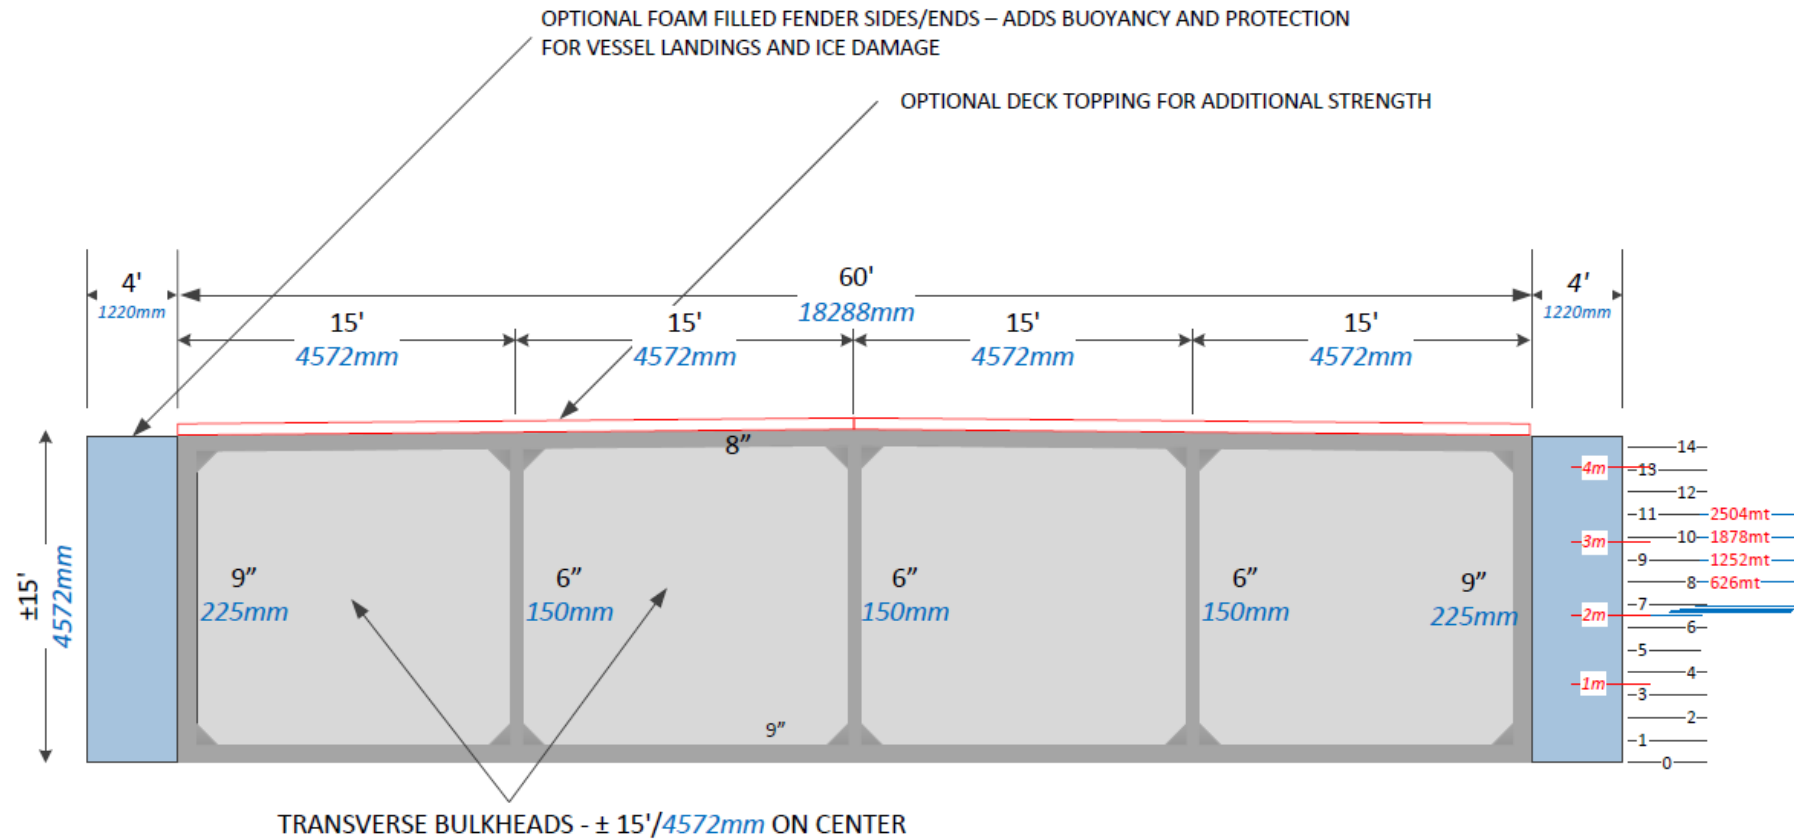 OPTIONAL FOAM FILLED FENDER SIDES/ENDS – ADDS BUOYANCY AND PROTECTION
FOR VESSEL LANDINGS AND ICE DAMAGE
OPTIONAL DECK TOPPING FOR ADDITIONAL STRENGTH
4' 60' 4'
1220mm 18288mm 1220mm
15' 15' 15' 15'
4572mm 4572mm 4572mm 4572mm
8”
±15'
4572mm
9” 6” 6” 6” 9”
225mm 150mm 150mm 150mm 225mm
9”
14
4m 13
12
11 2504mt
3m 10 1878mt
9 1252mt
8 626mt
7
2m
6
5
4
1m
3
2
1
0
TRANSVERSE BULKHEADS - ± 15'/4572mm ON CENTER